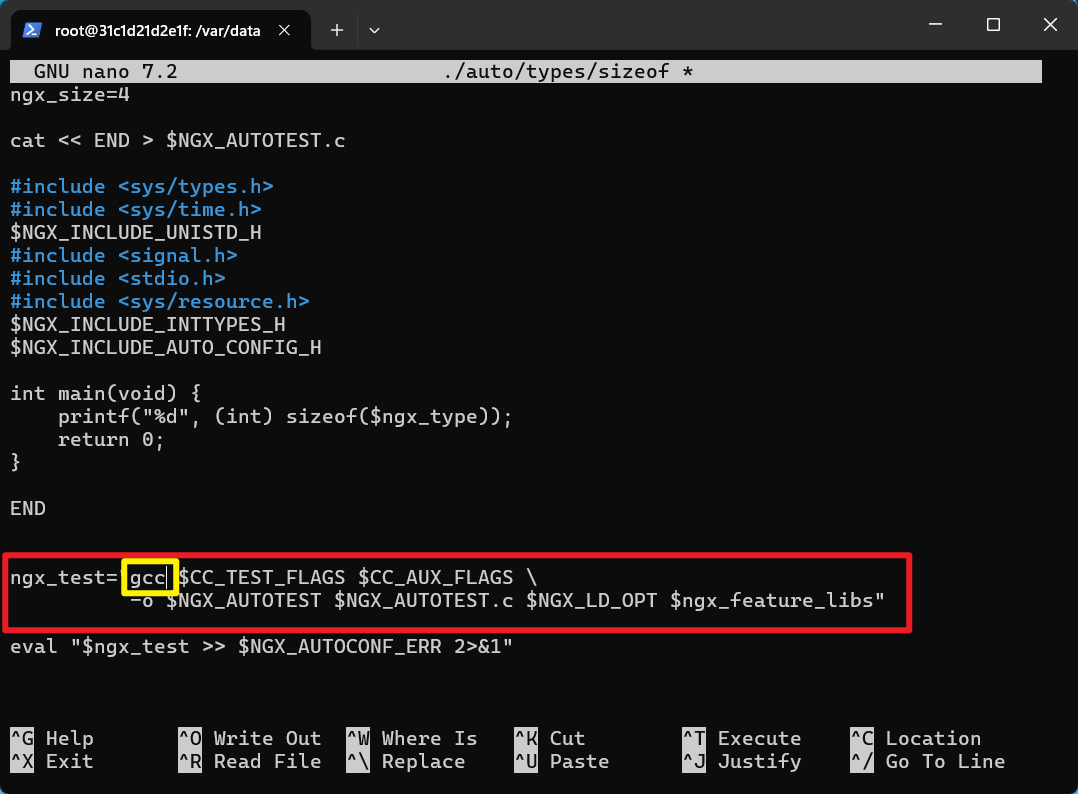 root@31c1d21d2e1f: /var/data
GNU nano 7.2 ./auto/types/sizeof *
ngx_size=4
cat << END > $NGX_AUTOTEST.c
#include <sys/types.h>
#include <sys/time.h>
$NGX_INCLUDE_UNISTD_H
#include <signal.h>
#include <stdio.h>
#include <sys/resource.h>
$NGX_INCLUDE_INTTYPES_H
$NGX_INCLUDE_AUTO_CONFIG_H
int main(void) {
    printf("%d", (int) sizeof($ngx_type));
    return 0;
}
END
ngx_test="gcc $CC_TEST_FLAGS $CC_AUX_FLAGS \
          -o $NGX_AUTOTEST $NGX_AUTOTEST.c $NGX_LD_OPT $ngx_feature_libs"
eval "$ngx_test >> $NGX_AUTOCONF_ERR 2>&1"
^G Help ^O Write Out ^W Where Is ^K Cut ^T Execute ^C Location
^X Exit ^R Read File ^\ Replace ^U Paste ^J Justify ^/ Go To Line